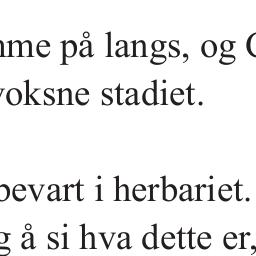 mme på langs, og
voksne stadiet.
bevart i herbariet.
g å si hva dette er,